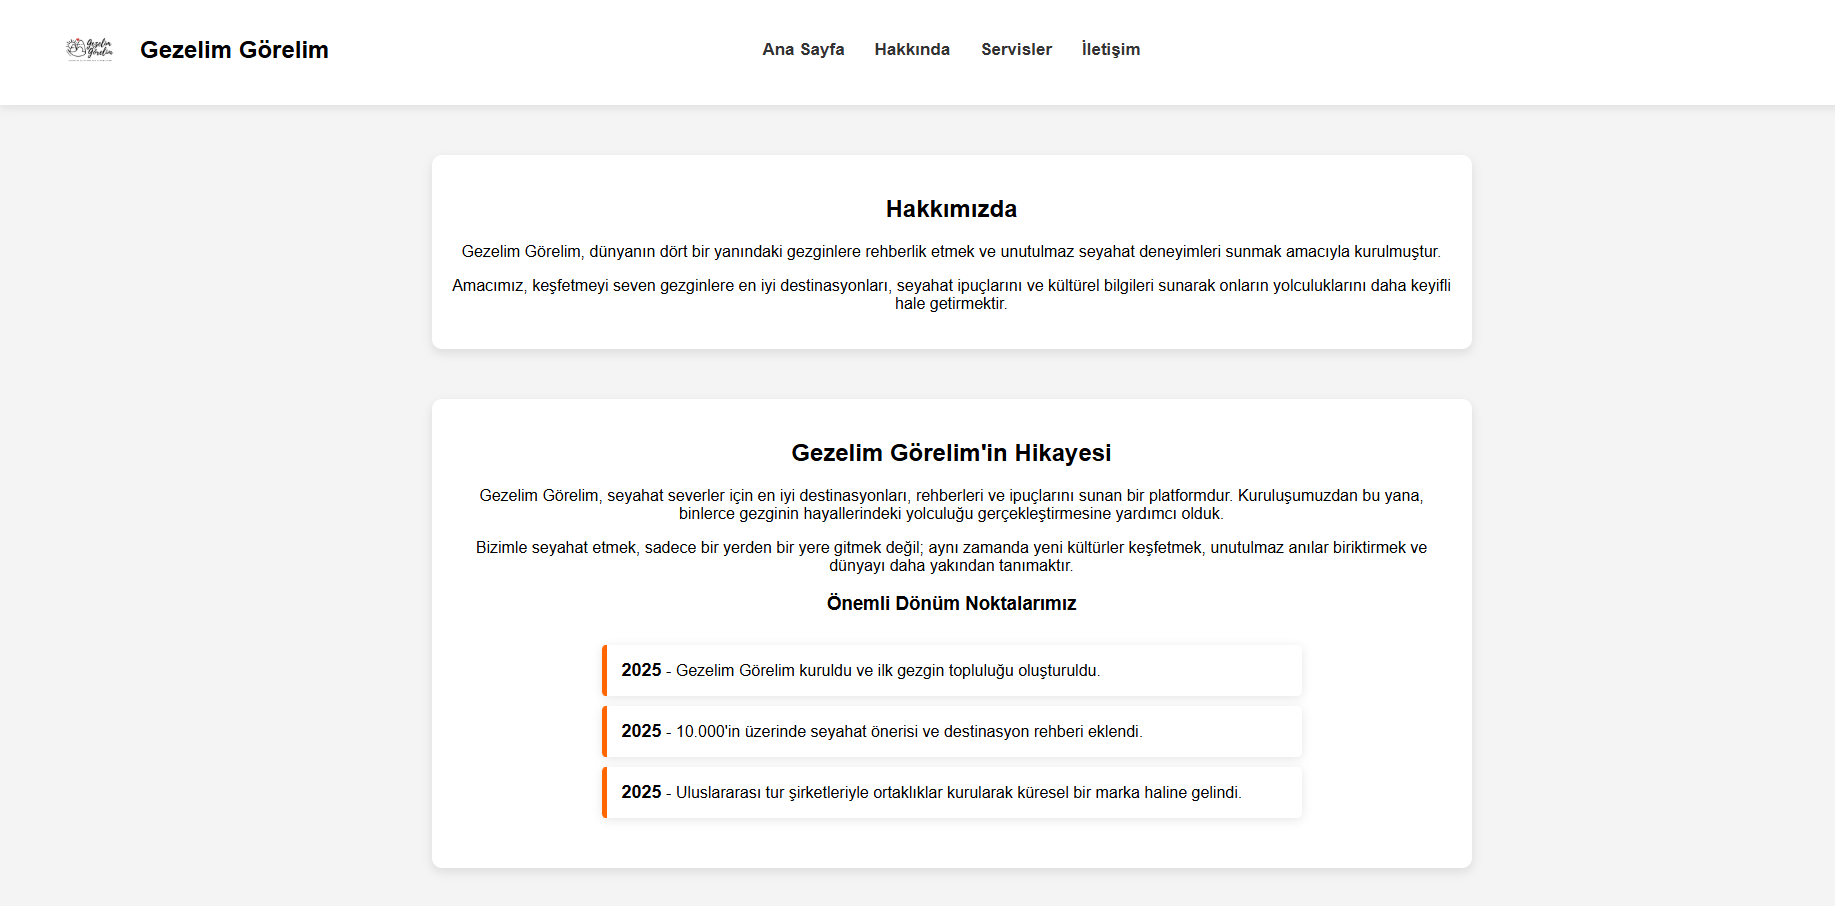 Gezelim Görelim
Gezelim Görelim
Ana Sayfa
Hakkında
Servisler
İletişim
Hakkımızda
Gezelim Görelim, dünyanın dört bir yanındaki gezginlere rehberlik etmek ve unutulmaz seyahat deneyimleri sunmak amacıyla kurulmuştur.
Amacımız, keşfetmeyi seven gezginlere en iyi destinasyonları, seyahat ipuçlarını ve kültürel bilgileri sunarak onların yolculuklarını daha keyifli
hale getirmektir.
Gezelim Görelim'in Hikayesi
Gezelim Görelim, seyahat severler için en iyi destinasyonları, rehberleri ve ipuçlarını sunan bir platformdur. Kuruluşumuzdan bu yana,
binlerce gezginin hayallerindeki yolculuğu gerçekleştirmesine yardımcı olduk.
Bizimle seyahat etmek, sadece bir yerden bir yere gitmek değil; aynı zamanda yeni kültürler keşfetmek, unutulmaz anılar biriktirmek ve
dünyayı daha yakından tanımaktır.
Önemli Dönüm Noktalarımız
2025 - Gezelim Görelim kuruldu ve ilk gezgin topluluğu oluşturuldu.
2025 - 10.000'in üzerinde seyahat önerisi ve destinasyon rehberi eklendi.
2025 - Uluslararası tur şirketleriyle ortaklıklar kurularak küresel bir marka haline gelindi.